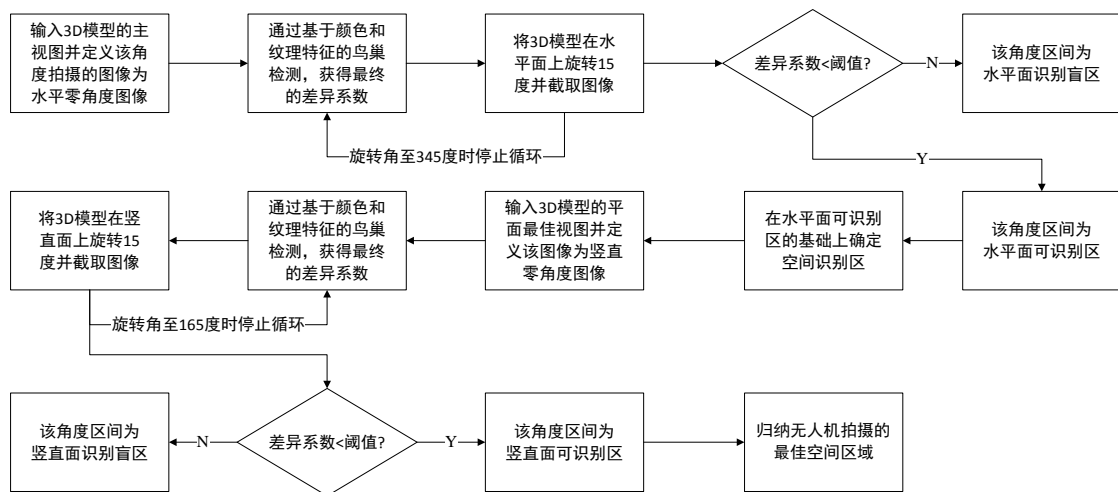 输入3D模型的主
视图并定义该角
度拍摄的图像为
水平零角度图像
通过基于颜色和
纹理特征的鸟巢
检测，获得最终
的差异系数
将3D模型在水
平面上旋转15
度并截取图像
差异系数<阈值?
N
该角度区间为
水平面识别盲区
旋转角至345度时停止循环
Y
将3D模型在竖
直面上旋转15
度并截取图像
通过基于颜色和
纹理特征的鸟巢
检测，获得最终
的差异系数
输入3D模型的平
面最佳视图并定
义该图像为竖直
零角度图像
在水平面可识别
区的基础上确定
空间识别区
该角度区间为
水平面可识别区
旋转角至165度时停止循环
该角度区间为
竖直面识别盲区
N
差异系数<阈值?
Y
该角度区间为
竖直面可识别区
归纳无人机拍摄的
最佳空间区域